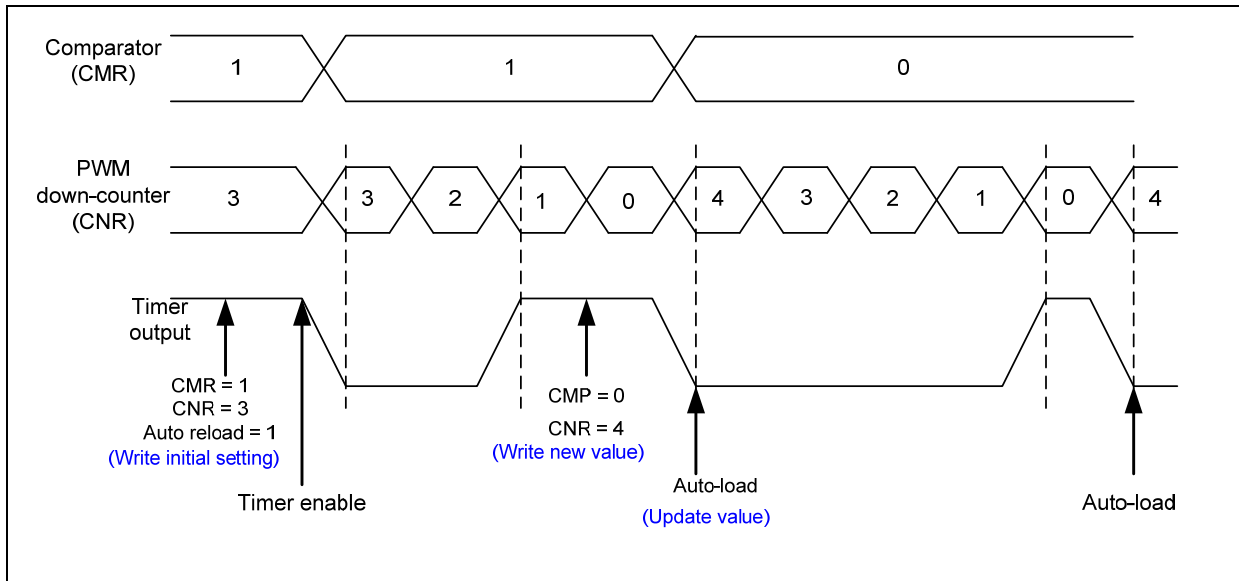 Comparator
(CMR)
1
1
0
PWM
down-counter
(CNR)
3
3
2
1
0
4
3
2
1
0
4
Timer
output
CMR = 1
CNR = 3
Auto reload = 1
(Write initial setting)
Timer enable
CMP = 0
CNR = 4
(Write new value)
Auto-load
(Update value)
Auto-load